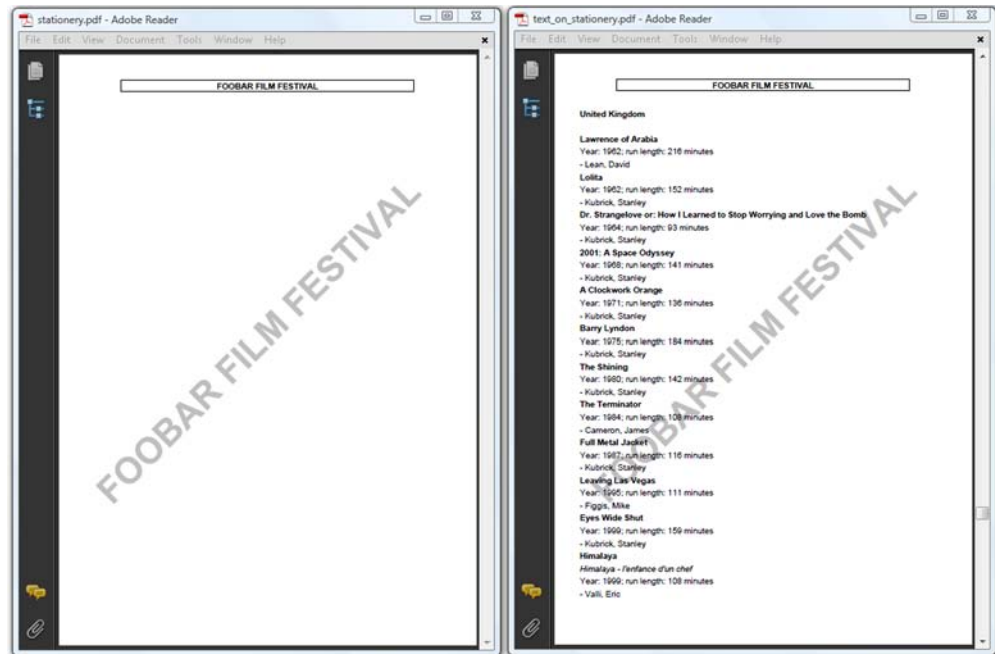 stationery.pdf - Adobe Reader
File Edit View Document Tools Window Help
FOOBAR FILM FESTIVAL
FOOBAR FILM FESTIVAL
text_on_stationery.pdf - Adobe Reader
File Edit View Document Tools Window Help
FOOBAR FILM FESTIVAL
United Kingdom
Lawrence of Arabia
Year: 1962; run length: 216 minutes
- Lean, David
Lolita
Year: 1962; run length: 152 minutes
- Kubrick, Stanley
Dr. Strangelove or: How I Learned to Stop Worrying and Love the Bomb
Year: 1964; run length: 93 minutes
- Kubrick, Stanley
2001: A Space Odyssey
Year: 1968; run length: 141 minutes
- Kubrick, Stanley
A Clockwork Orange
Year: 1971; run length: 136 minutes
- Kubrick, Stanley
Barry Lyndon
Year: 1975; run length: 184 minutes
- Kubrick, Stanley
The Shining
Year: 1980; run length: 142 minutes
- Kubrick, Stanley
The Terminator
Year: 1984; run length: 108 minutes
- Cameron, James
Full Metal Jacket
Year: 1987; run length: 116 minutes
- Kubrick, Stanley
Leaving Las Vegas
Year: 1995; run length: 111 minutes
- Figgis, Mike
Eyes Wide Shut
Year: 1999; run length: 159 minutes
- Kubrick, Stanley
Himalaya
Himalaya - l'enfance d'un chef
Year: 1999; run length: 108 minutes
- Valli, Eric
FOOBAR FILM FESTIVAL